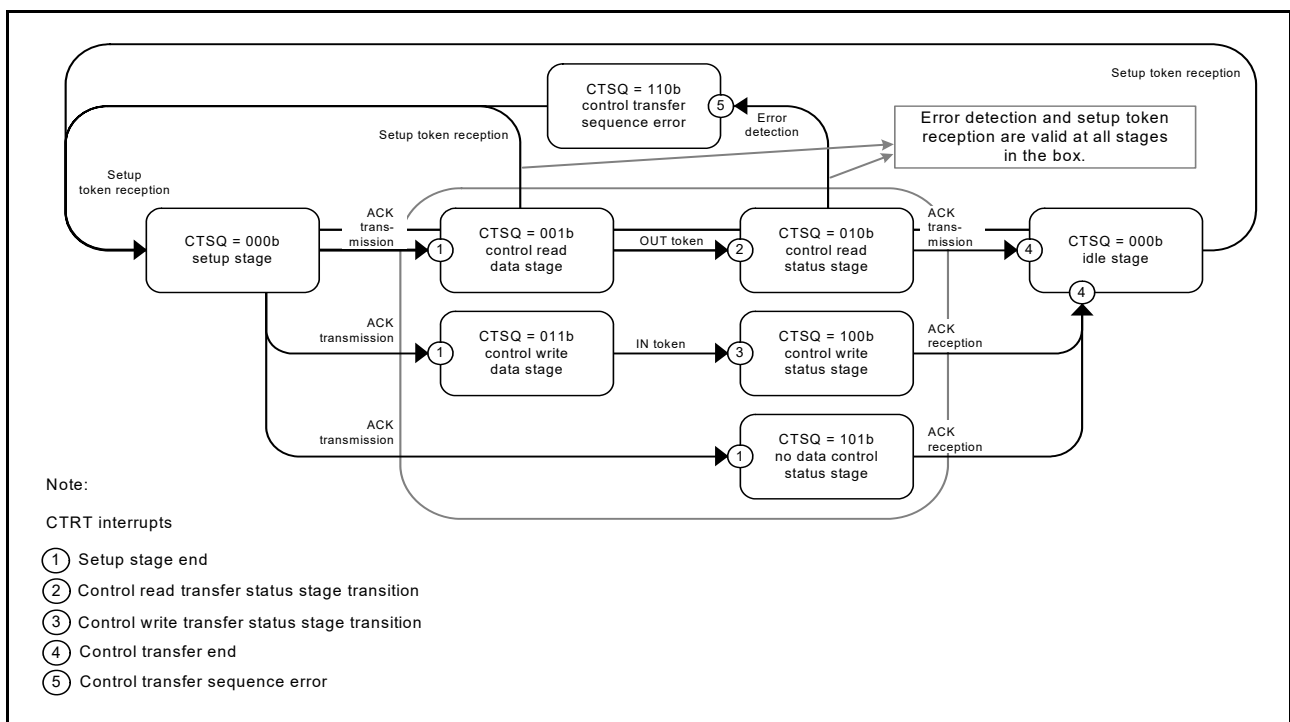 Setup token reception
CTSQ = 110b
control transfer
sequence error
5
Error
detection
Setup token reception
Error detection and setup token
reception are valid at all stages
in the box.
Setup
token reception
CTSQ = 000b
setup stage
ACK
trans-
mission
1
CTSQ = 001b
control read
data stage
OUT token
2
CTSQ = 010b
control read
status stage
ACK
trans-
mission
4
CTSQ = 000b
idle stage
4
ACK
transmission
1
CTSQ = 011b
control write
data stage
IN token
3
CTSQ = 100b
control write
status stage
ACK
reception
ACK
transmission
1
CTSQ = 101b
no data control
status stage
ACK
reception
Note:
CTRT interrupts
1 Setup stage end
2 Control read transfer status stage transition
3 Control write transfer status stage transition
4 Control transfer end
5 Control transfer sequence error